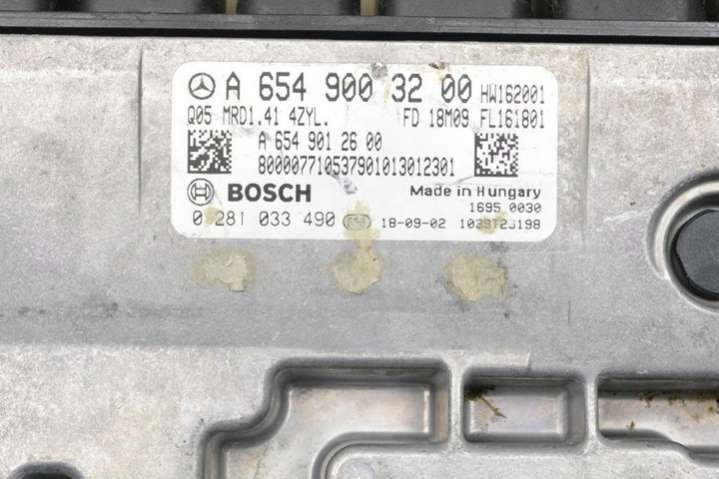 A 654 900 32 00 HW162001
Q05 MRD1.41 4ZYL. FD 18M09 FL161801
A 654 901 26 00
80000771053790101301230​1
BOSCH Made in Hungary
1695 0030
0 281 033 490 18-09-02 1039T23198